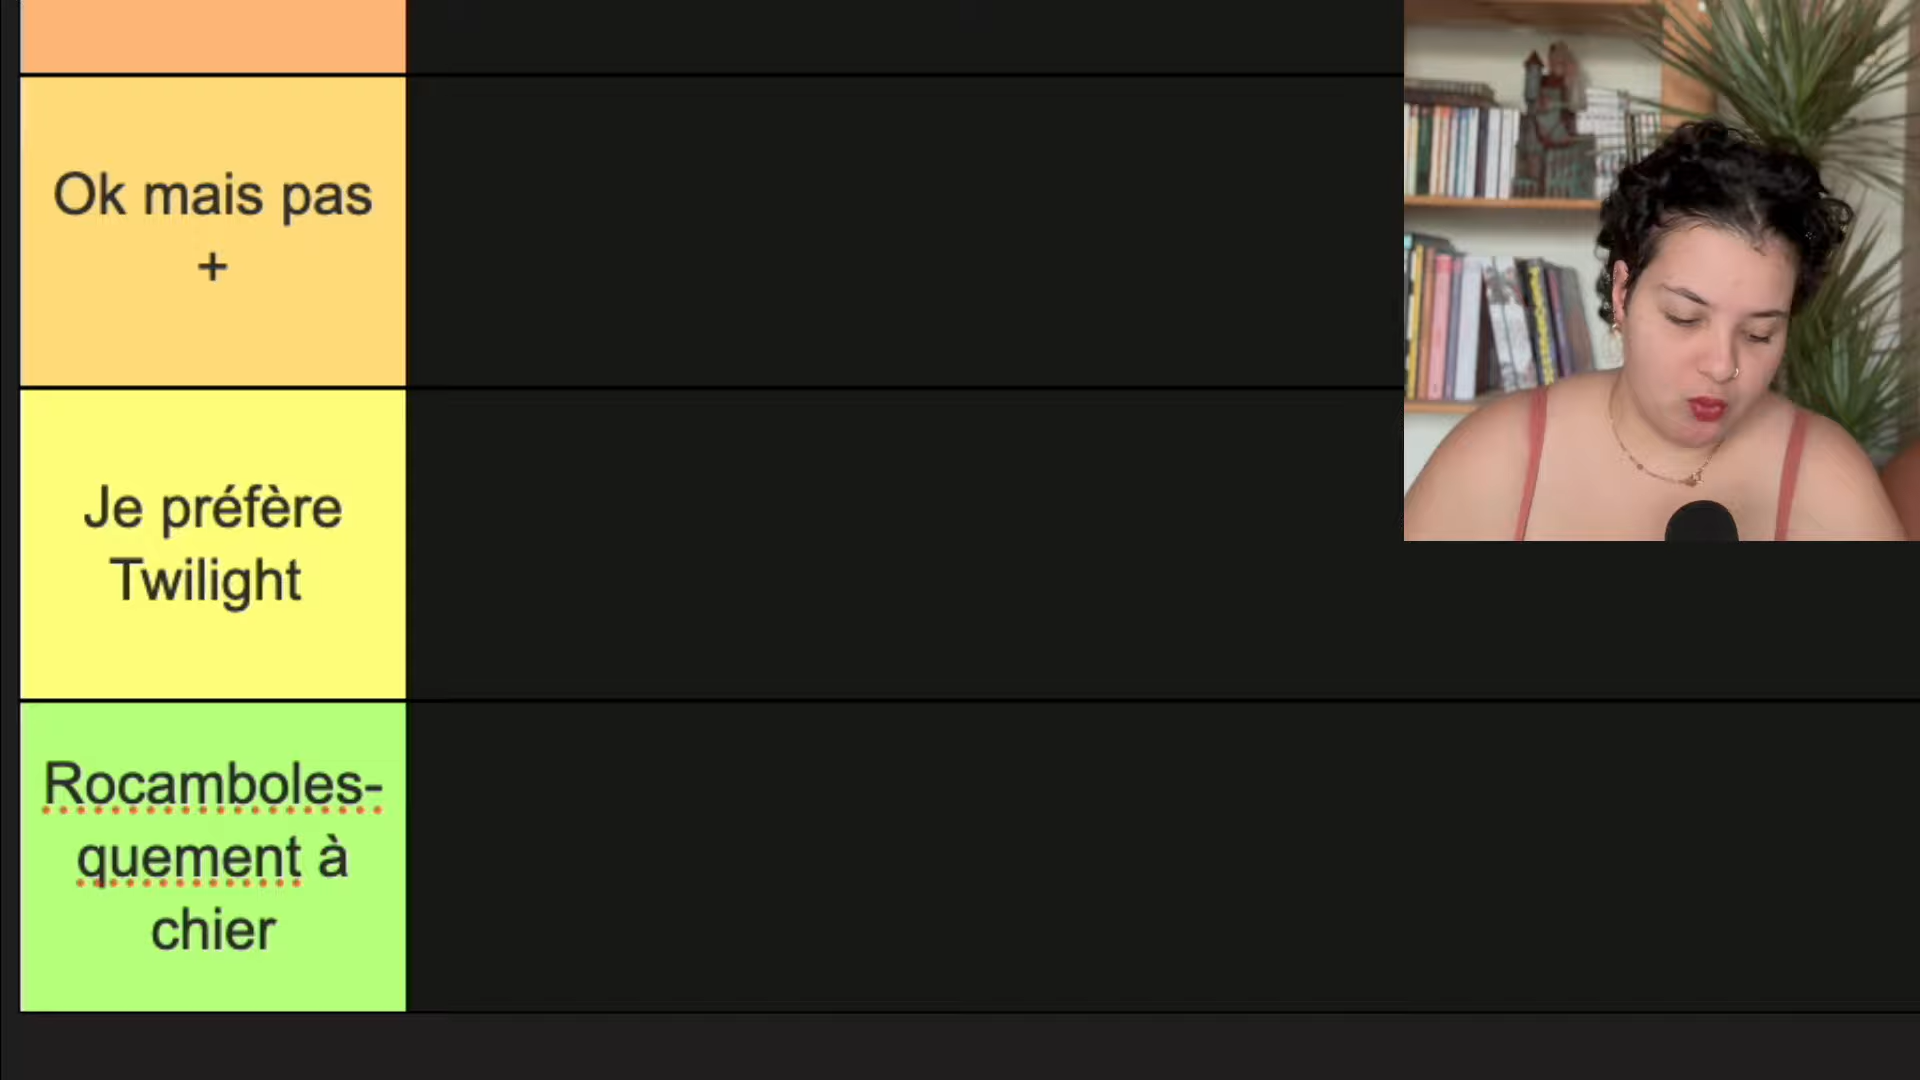 Ok mais pas
+
Je préfère
Twilight
Rocamboles-
quement à
chier